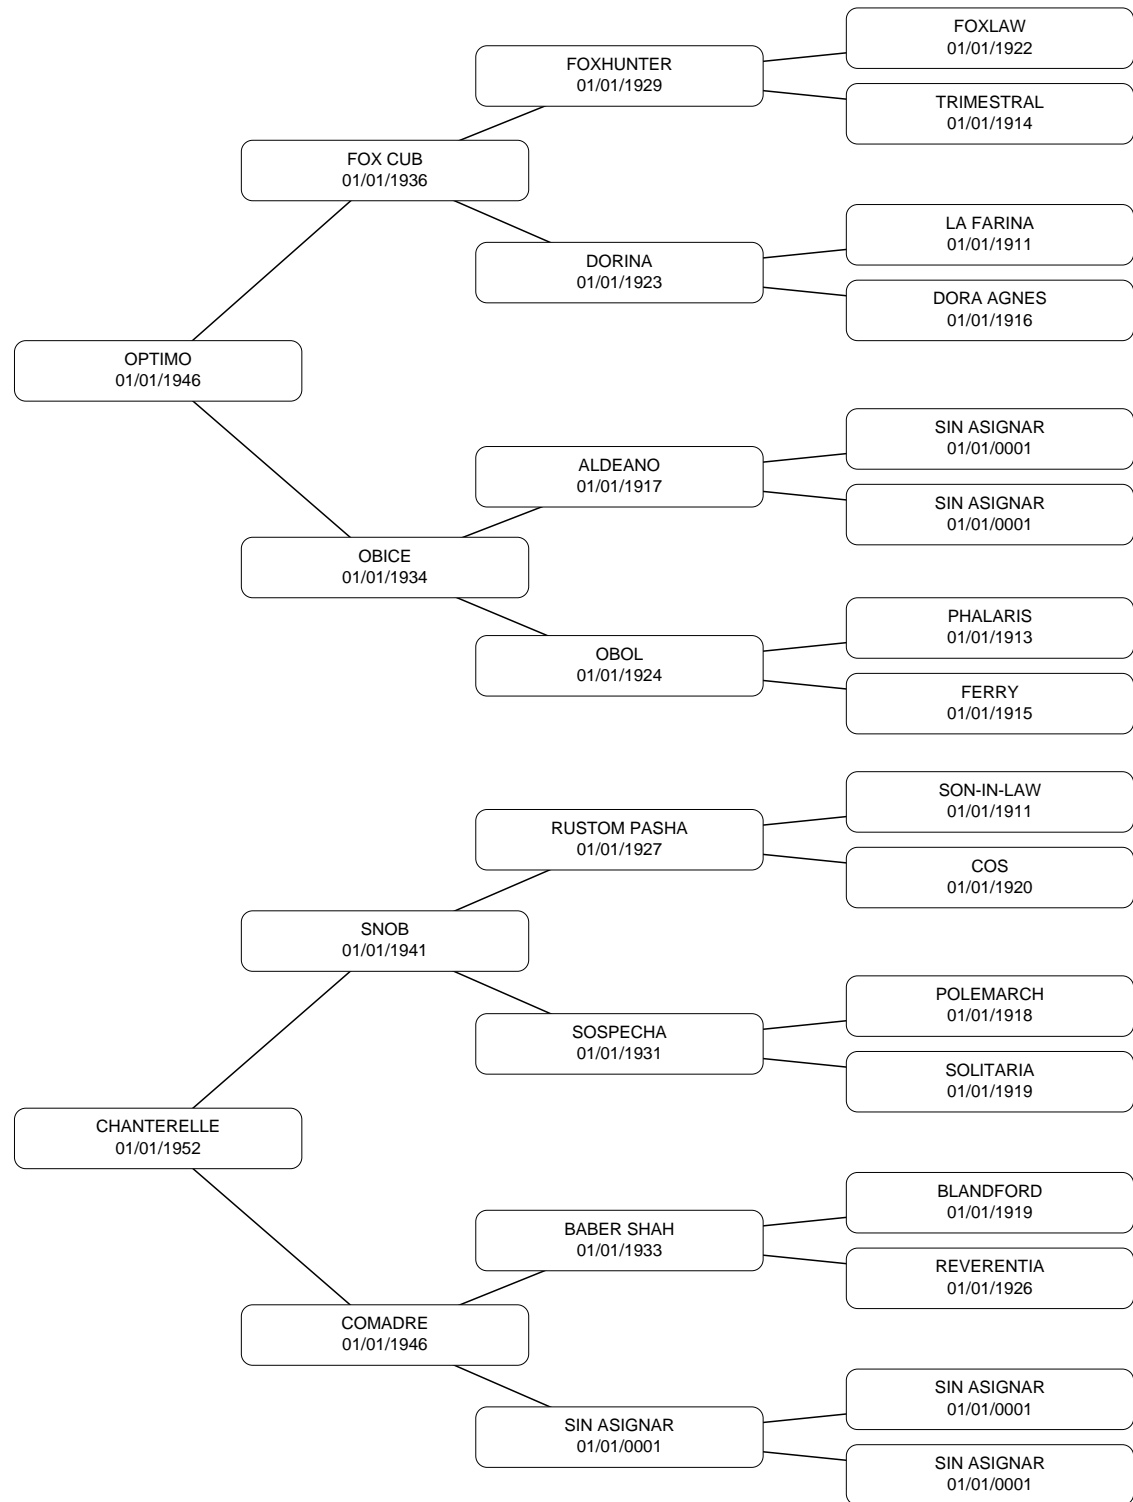 FOXLAW
01/01/1922
FOXHUNTER
01/01/1929
TRIMESTRAL
01/01/1914
FOX CUB
01/01/1936
LA FARINA
01/01/1911
DORINA
01/01/1923
DORA AGNES
01/01/1916
OPTIMO
01/01/1946
SIN ASIGNAR
01/01/0001
ALDEANO
01/01/1917
SIN ASIGNAR
01/01/0001
OBICE
01/01/1934
PHALARIS
01/01/1913
OBOL
01/01/1924
FERRY
01/01/1915
SON-IN-LAW
01/01/1911
RUSTOM PASHA
01/01/1927
COS
01/01/1920
SNOB
01/01/1941
POLEMARCH
01/01/1918
SOSPECHA
01/01/1931
SOLITARIA
01/01/1919
CHANTERELLE
01/01/1952
BLANDFORD
01/01/1919
BABER SHAH
01/01/1933
REVERENTIA
01/01/1926
COMADRE
01/01/1946
SIN ASIGNAR
01/01/0001
SIN ASIGNAR
01/01/0001
SIN ASIGNAR
01/01/0001